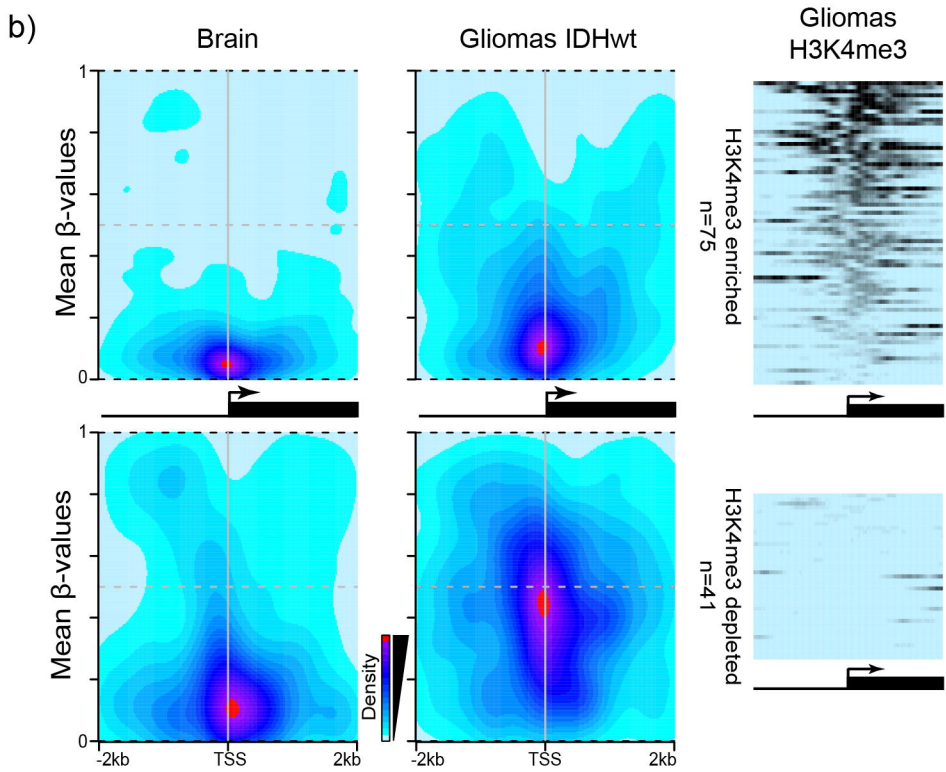 b)
Brain
Gliomas IDHwt
Gliomas
H3K4me3
1
Mean β-values
0
H3K4me3 enriched
n=75
1
Mean β-values
0
Density
H3K4me3 depleted
n=41
-2kb TSS 2kb
-2kb TSS 2kb